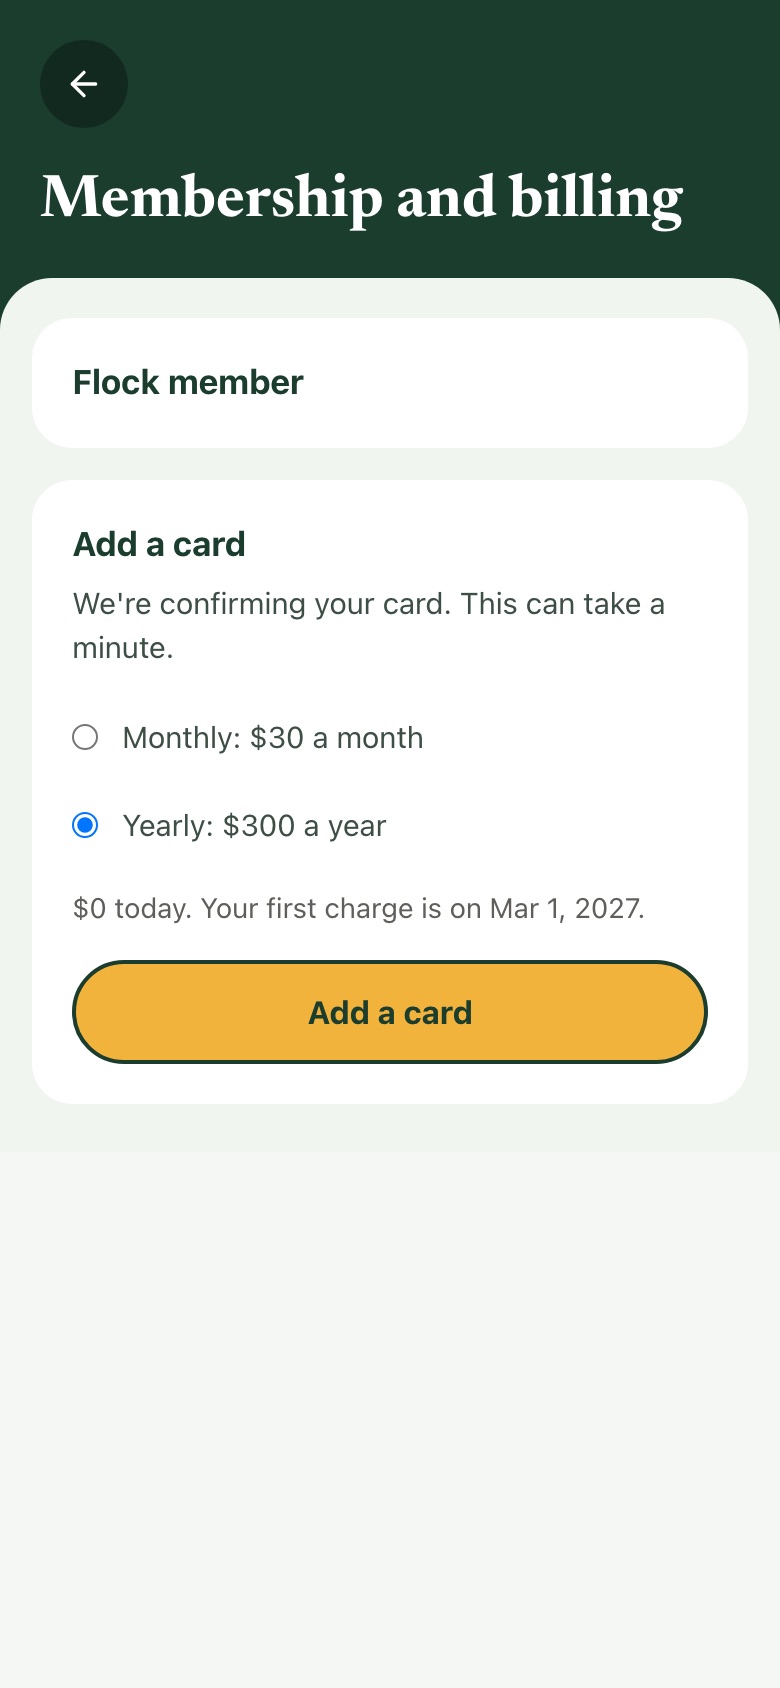 Membership and billing
Flock member
Add a card
We're confirming your card. This can take a
minute.
Monthly: $30 a month
Yearly: $300 a year
$0 today. Your first charge is on Mar 1, 2027.
Add a card